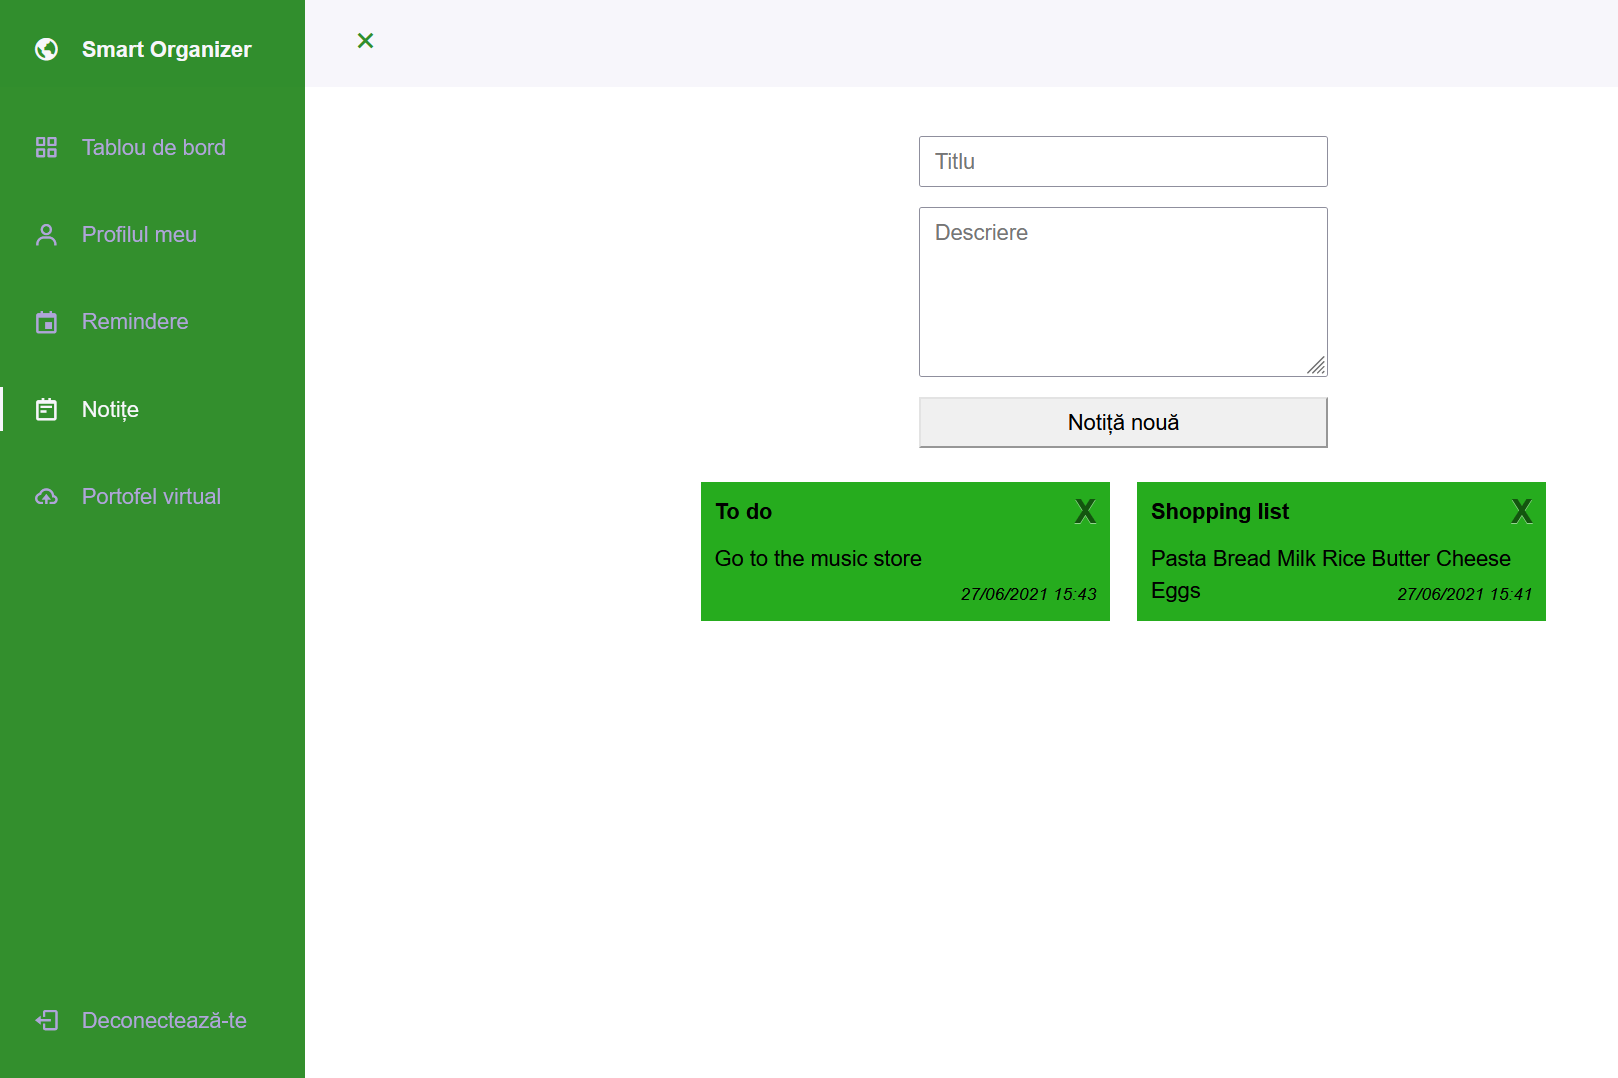 Smart Organizer
Tablou de bord
Profilul meu
Remindere
Notițe
Portofel virtual
Deconectează-te
Titlu
Descriere
Notiță nouă
To do
X
Go to the music store
27/06/2021 15:43
Shopping list
X
Pasta Bread Milk Rice Butter Cheese
Eggs
27/06/2021 15:41